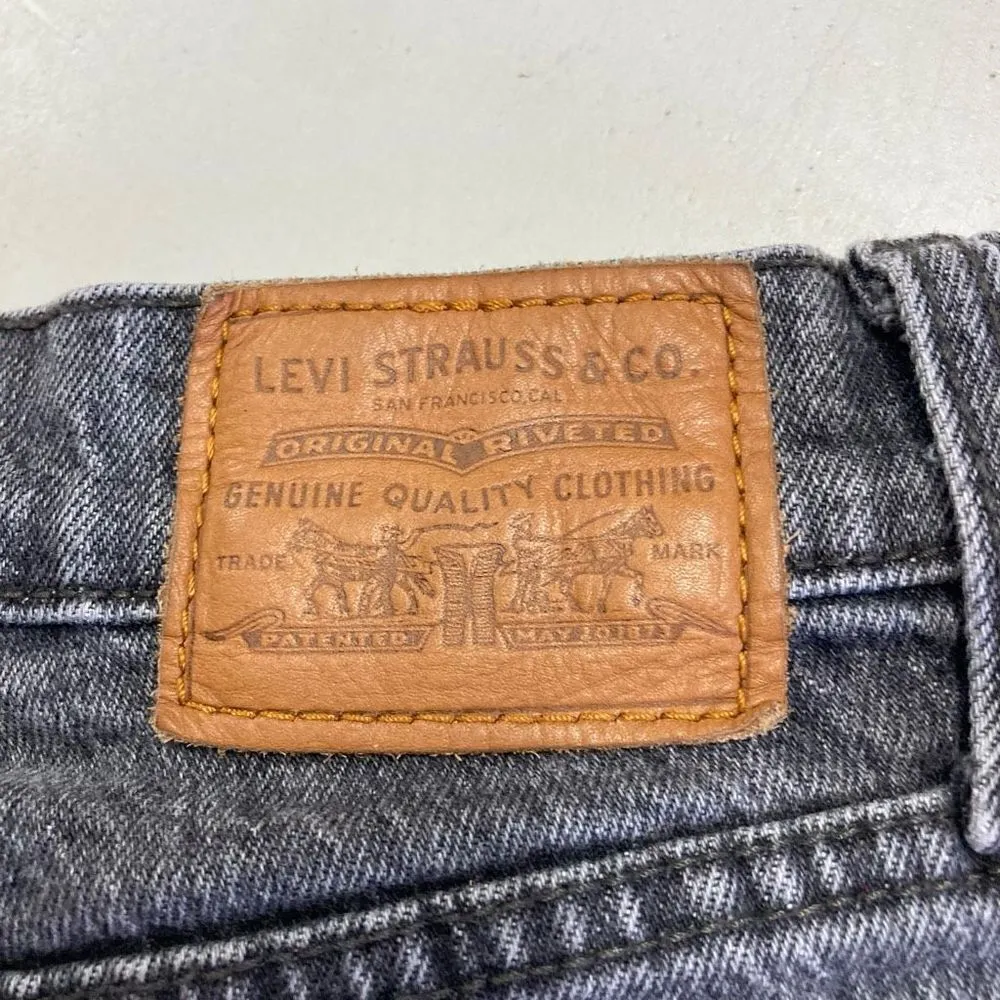 LEVI STRAUSS & CO.
SAN FRANCISCO, CAL
ORIGINAL RIVETED
GENUINE QUALITY CLOTHING
TRADE MARK
PATENTED MAY 20 1873